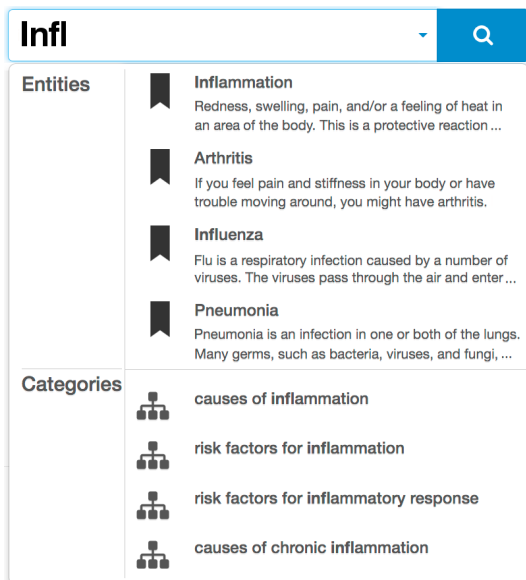 Infl
Entities
Inflammation
Redness, swelling, pain, and/or a feeling of heat in
an area of the body. This is a protective reaction ...
Arthritis
If you feel pain and stiffness in your body or have
trouble moving around, you might have arthritis.
Influenza
Flu is a respiratory infection caused by a number of
viruses. The viruses pass through the air and enter ...
Pneumonia
Pneumonia is an infection in one or both of the lungs.
Many germs, such as bacteria, viruses, and fungi, ...
Categories
causes of inflammation
risk factors for inflammation
risk factors for inflammatory response
causes of chronic inflammation